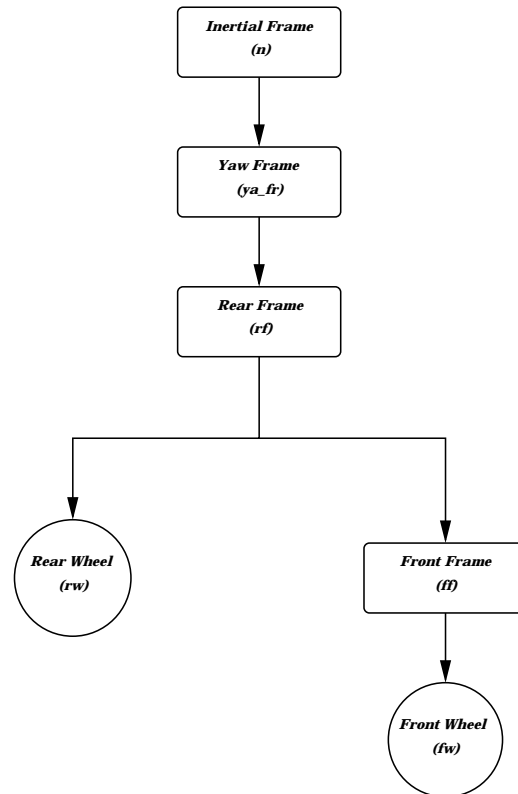 Inertial Frame
(n)
Yaw Frame
(ya_fr)
Rear Frame
(rf)
Rear Wheel
(rw)
Front Frame
(ff)
Front Wheel
(fw)